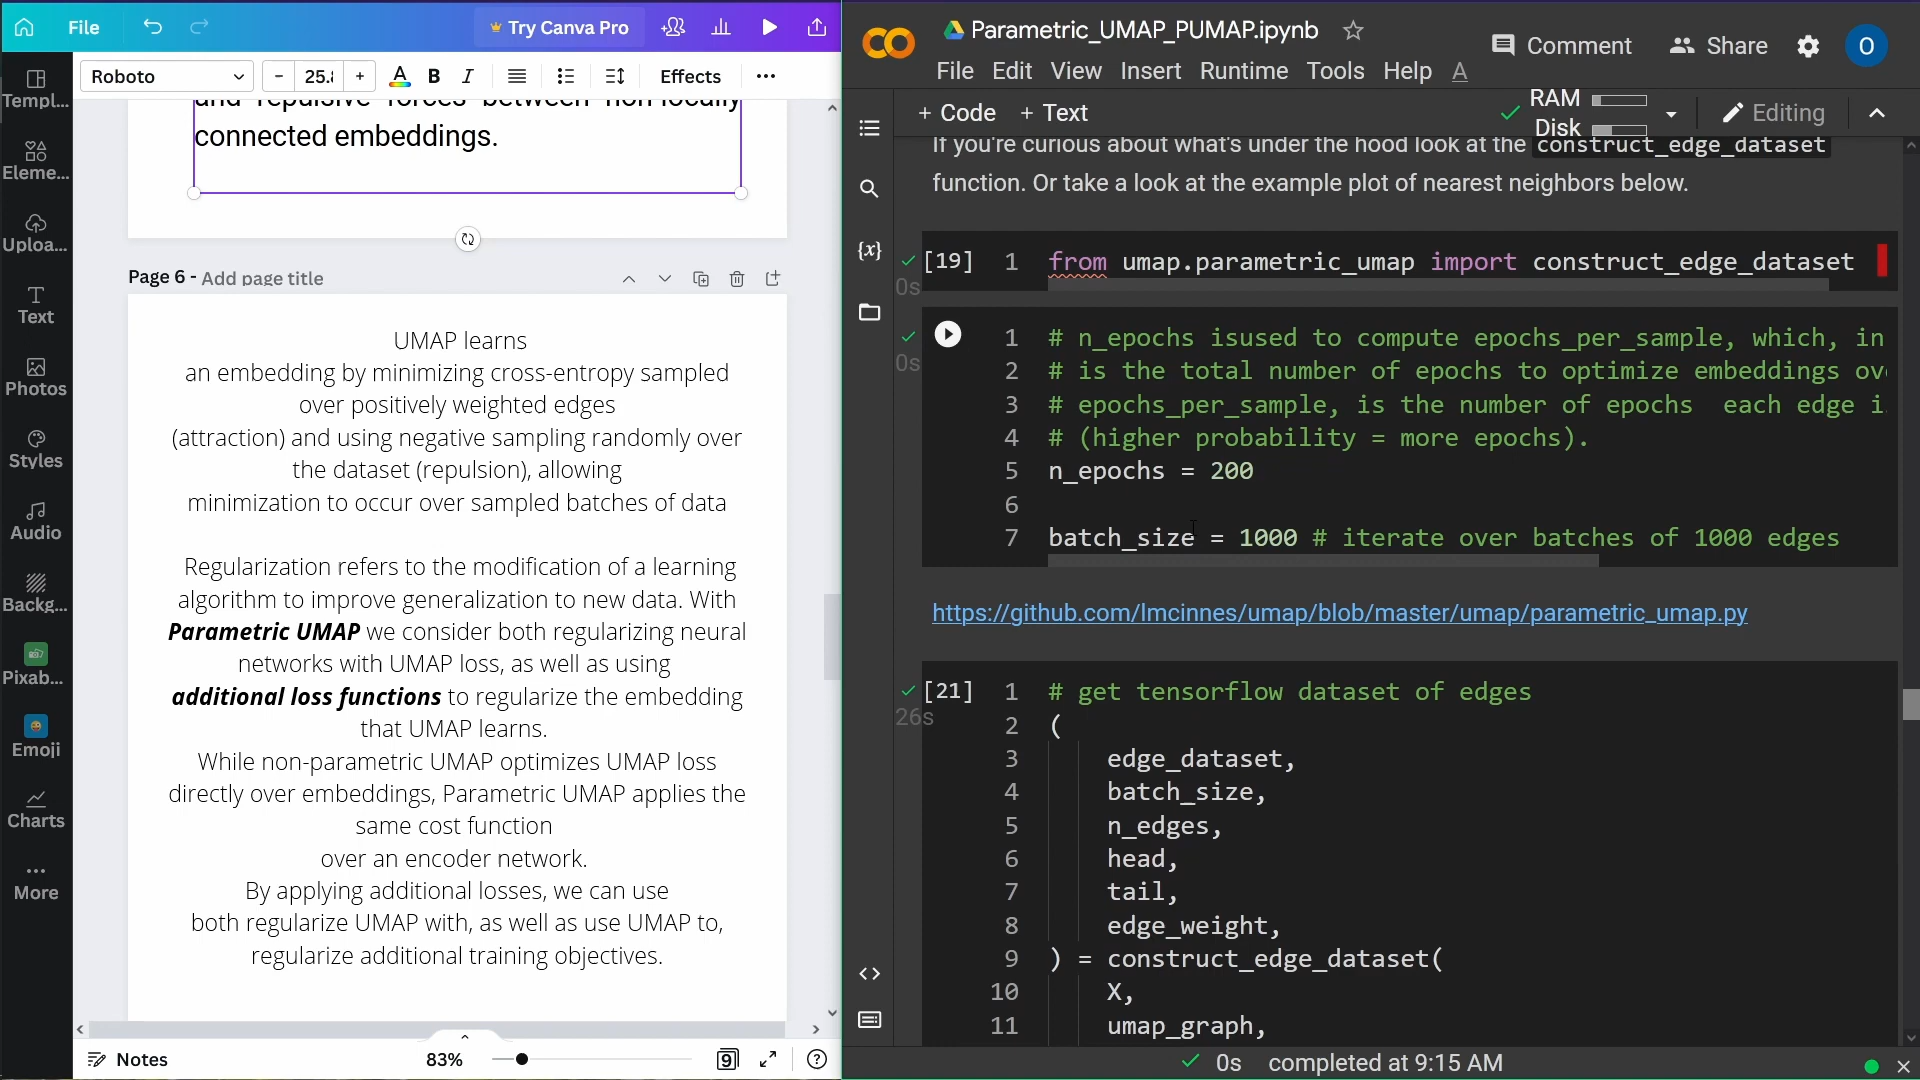 File
Try Canva Pro
Roboto
- 25. +
A B I
Effects
Templ...
Eleme...
Uploa...
Text
Photos
Styles
Audio
Backg...
Pixab...
Emoji
Charts
More
and repulsive forces between non-locally
connected embeddings.
Page 6 - Add page title
UMAP learns
an embedding by minimizing cross-entropy sampled
over positively weighted edges
(attraction) and using negative sampling randomly over
the dataset (repulsion), allowing
minimization to occur over sampled batches of data
Regularization refers to the modification of a learning
algorithm to improve generalization to new data. With
Parametric UMAP we consider both regularizing neural
networks with UMAP loss, as well as using
additional loss functions to regularize the embedding
that UMAP learns.
While non-parametric UMAP optimizes UMAP loss
directly over embeddings, Parametric UMAP applies the
same cost function
over an encoder network.
By applying additional losses, we can use
both regularize UMAP with, as well as use UMAP to,
regularize additional training objectives.
Notes
83%
9
Parametric_UMAP_PUMAP.ipynb
Comment
Share
O
File Edit View Insert Runtime Tools Help A
+ Code + Text
RAM
Disk
Editing
If you're curious about what's under the hood look at the construct_edge_dataset
function. Or take a look at the example plot of nearest neighbors below.
{x}
[19] 1 from umap.parametric_umap import construct_edge_dataset
0s
0s
1 # n_epochs isused to compute epochs_per_sample, which, in
2 # is the total number of epochs to optimize embeddings ov
3 # epochs_per_sample, is the number of epochs  each edge i
4 # (higher probability = more epochs).
5 n_epochs = 200
6
7 batch_size = 1000 # iterate over batches of 1000 edges
https://github.com/lmcinnes/umap/blob/master/umap/parametric_umap.py
[21] 1 # get tensorflow dataset of edges
26s
2 (
3 edge_dataset,
4 batch_size,
5 n_edges,
6 head,
7 tail,
8 edge_weight,
9 ) = construct_edge_dataset(
10 X,
11 umap_graph,
0s completed at 9:15 AM